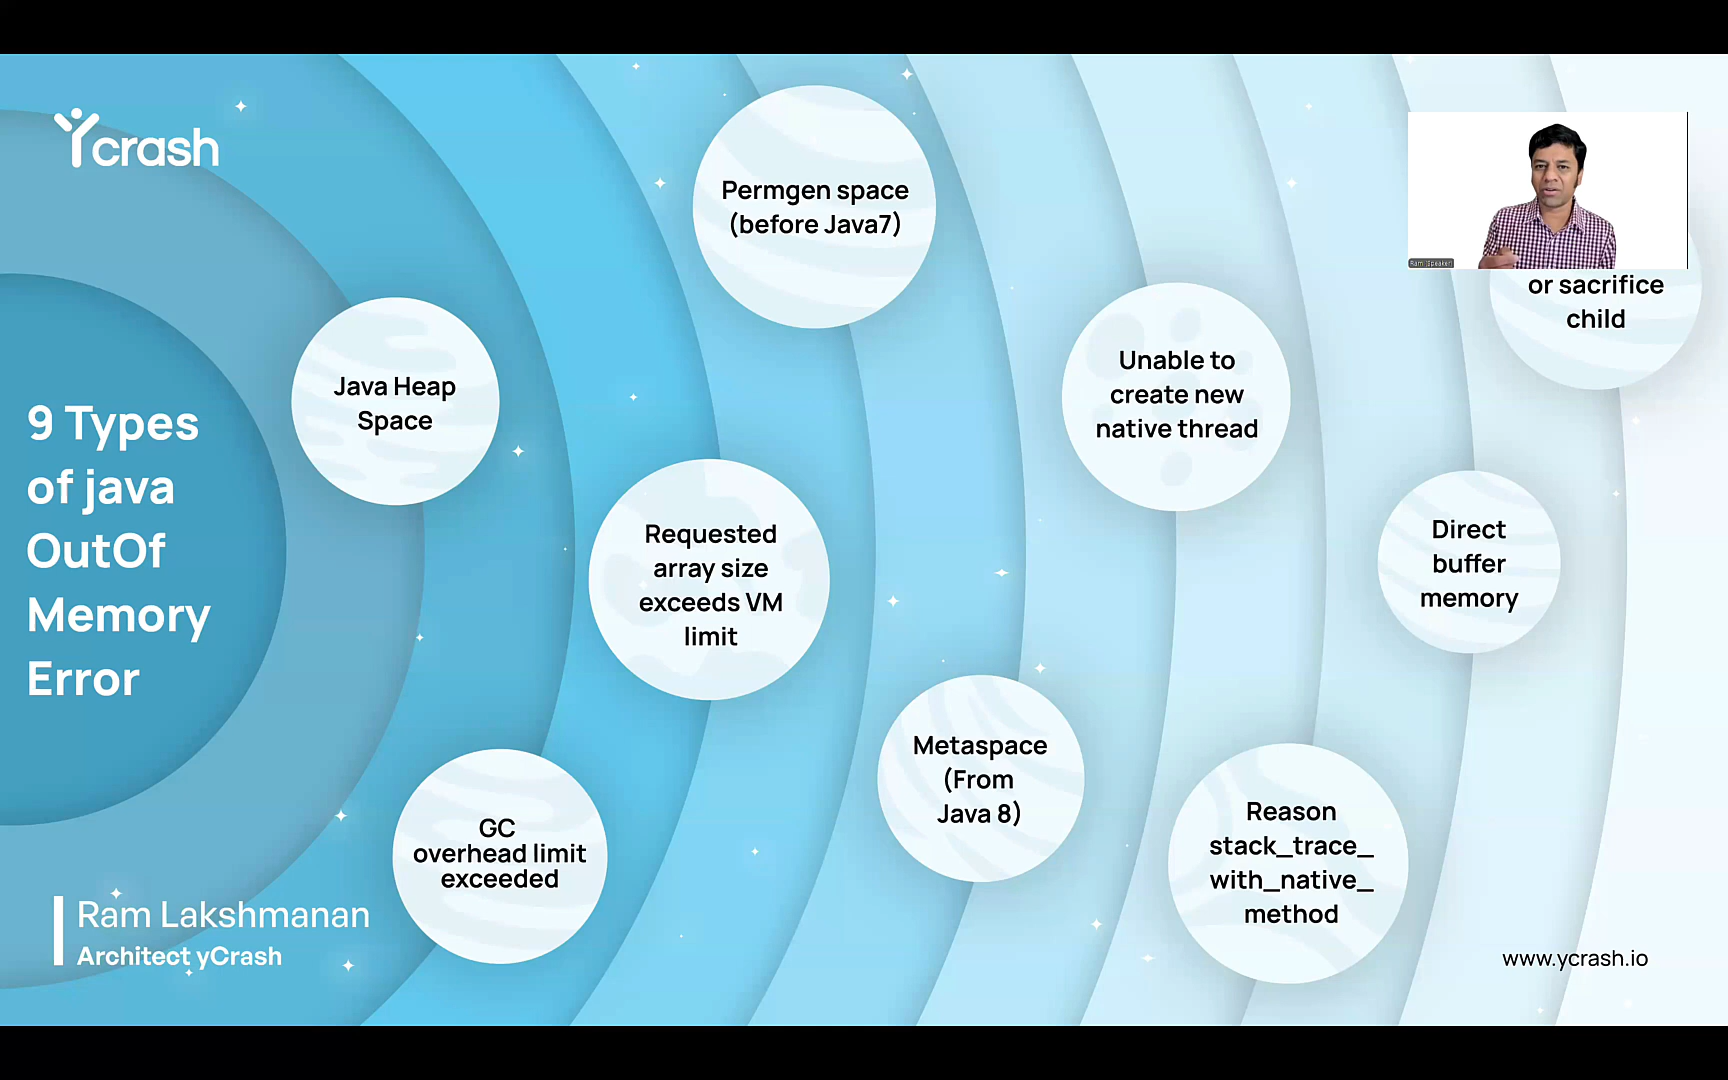 Ycrash
9 Types
of java
OutOf
Memory
Error
Ram Lakshmanan
Architect yCrash
Java Heap
Space
GC
overhead limit
exceeded
Permgen space
(before Java7)
Requested
array size
exceeds VM
limit
Metaspace
(From
Java 8)
Unable to
create new
native thread
Reason
stack_trace_
with_native_
method
Direct
buffer
memory
or sacrifice
child
Ram (Speaker)
www.ycrash.io